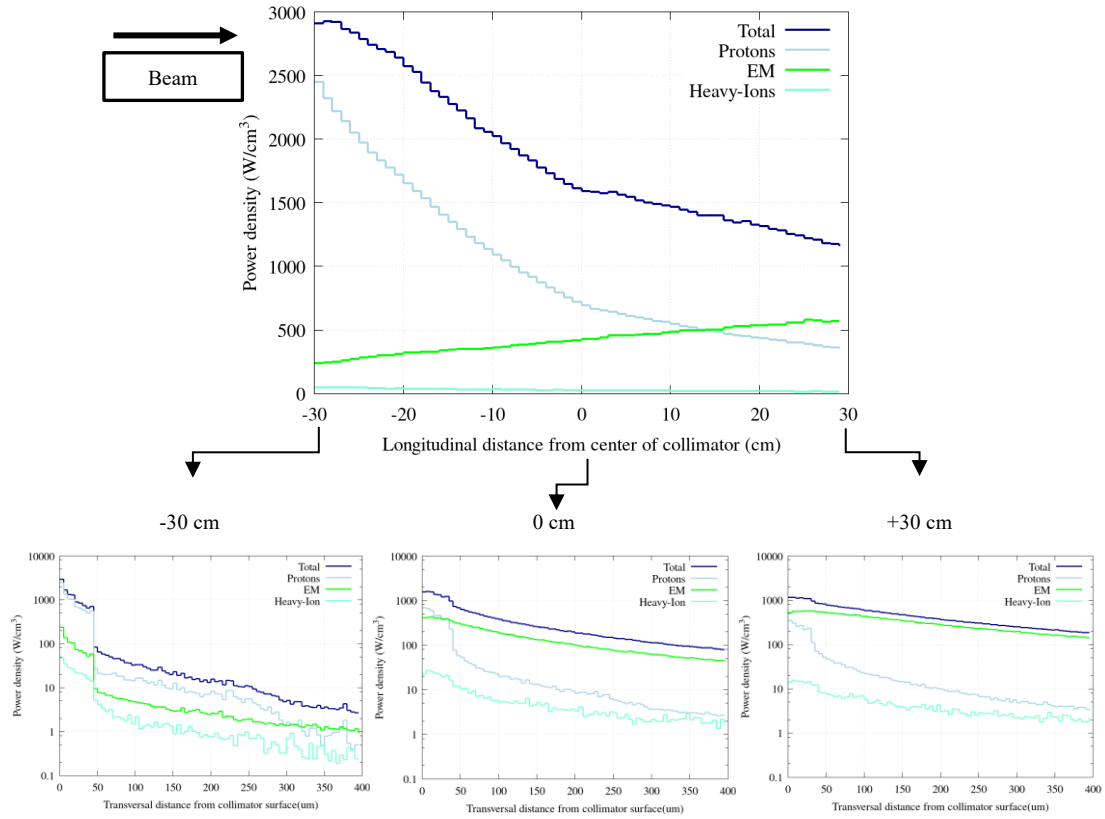 Beam
Power density (W/cm³)
3000
2500
2000
1500
1000
500
0
Total
Protons
EM
Heavy-Ions
-30 -20 -10 0 10 20 30
Longitudinal distance from center of collimator (cm)
-30 cm
0 cm
+30 cm
Power density (W/cm³)
10000
1000
100
10
1
0.1
Total
Protons
EM
Heavy-Ion
0 50 100 150 200 250 300 350 400
Transversal distance from collimator surface(um)
Power density (W/cm³)
10000
1000
100
10
1
0.1
Total
Protons
EM
Heavy-Ion
0 50 100 150 200 250 300 350 400
Transversal distance from collimator surface(um)
Power density (W/cm³)
10000
1000
100
10
1
0.1
Total
Protons
EM
Heavy-Ion
0 50 100 150 200 250 300 350 400
Transversal distance from collimator surface(um)